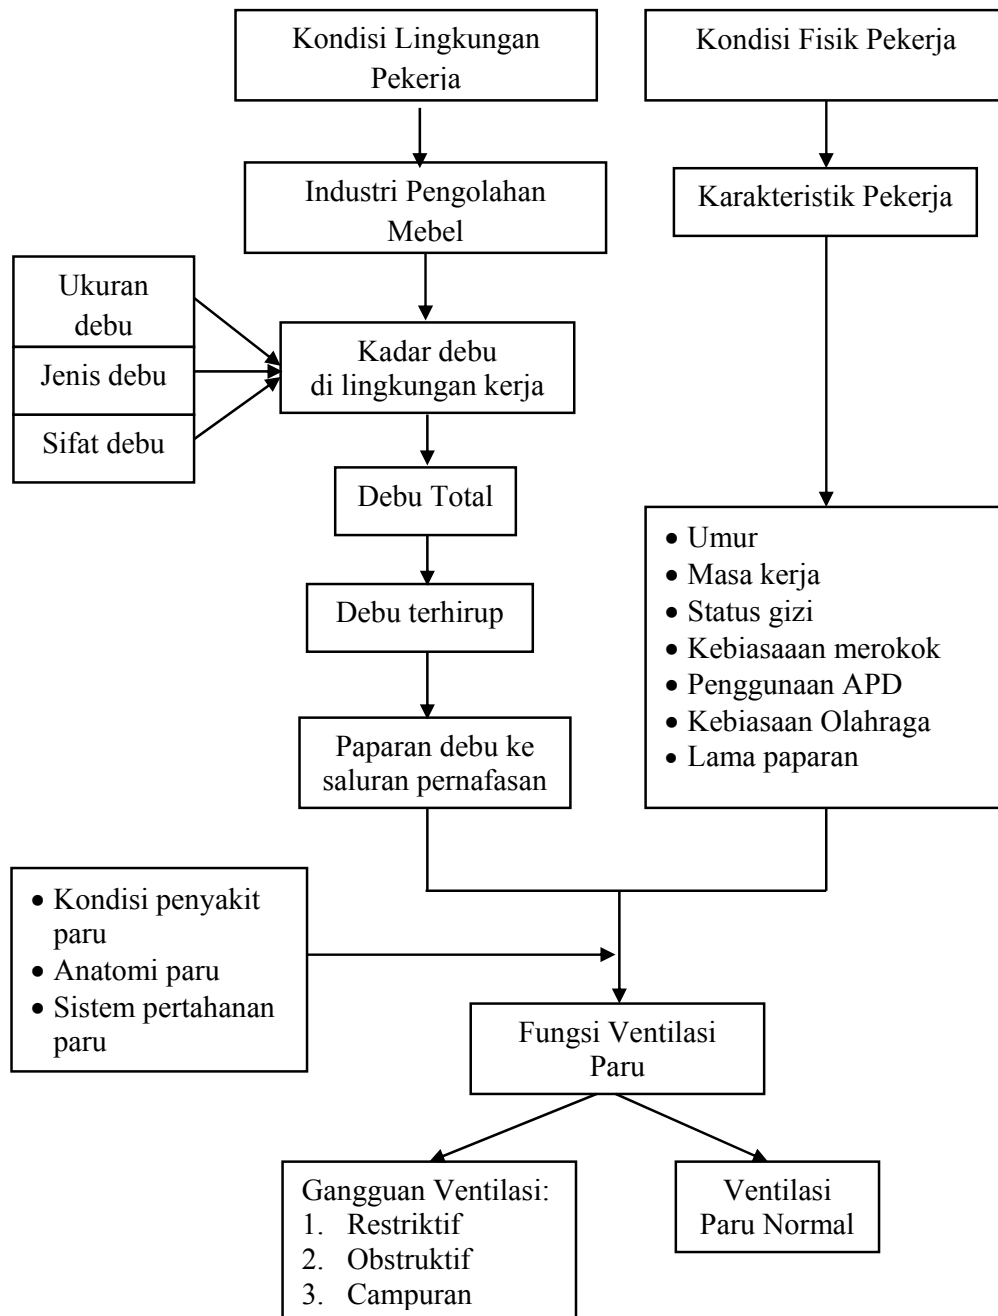 Kondisi Lingkungan
Pekerja
Kondisi Fisik Pekerja
Industri Pengolahan
Mebel
Karakteristik Pekerja
Ukuran
debu
Jenis debu
Sifat debu
Kadar debu
di lingkungan kerja
Debu Total
Debu terhirup
Paparan debu ke
saluran pernafasan
• Umur
• Masa kerja
• Status gizi
• Kebiasaaan merokok
• Penggunaan APD
• Kebiasaan Olahraga
• Lama paparan
• Kondisi penyakit
paru
• Anatomi paru
• Sistem pertahanan
paru
Fungsi Ventilasi
Paru
Gangguan Ventilasi:
1. Restriktif
2. Obstruktif
3. Campuran
Ventilasi
Paru Normal